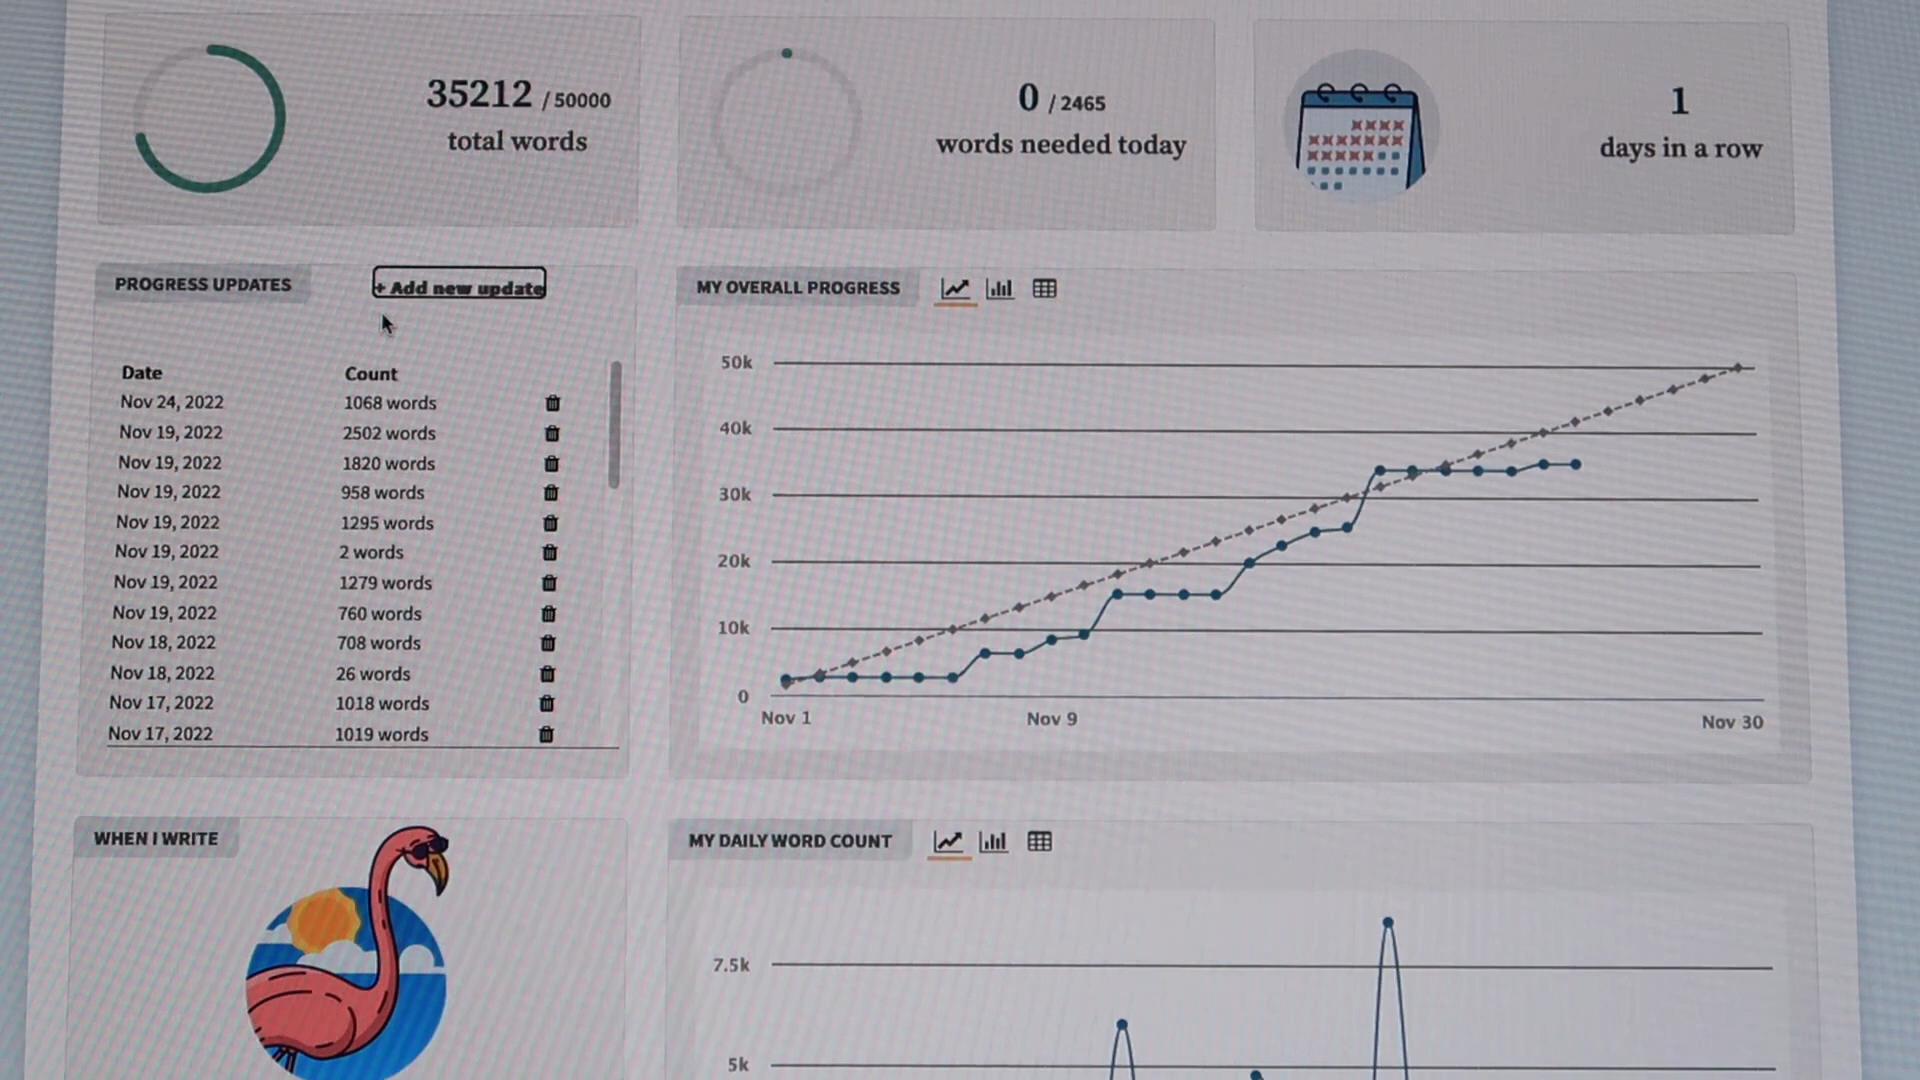 35212 / 50000
total words
0 / 2465
words needed today
1
days in a row
PROGRESS UPDATES
+ Add new update
Date Count
Nov 24, 2022 1068 words
Nov 19, 2022 2502 words
Nov 19, 2022 1820 words
Nov 19, 2022 958 words
Nov 19, 2022 1295 words
Nov 19, 2022 2 words
Nov 19, 2022 1279 words
Nov 19, 2022 760 words
Nov 18, 2022 708 words
Nov 18, 2022 26 words
Nov 17, 2022 1018 words
Nov 17, 2022 1019 words
MY OVERALL PROGRESS
50k
40k
30k
20k
10k
0
Nov 1 Nov 9 Nov 30
WHEN I WRITE
MY DAILY WORD COUNT
7.5k
5k